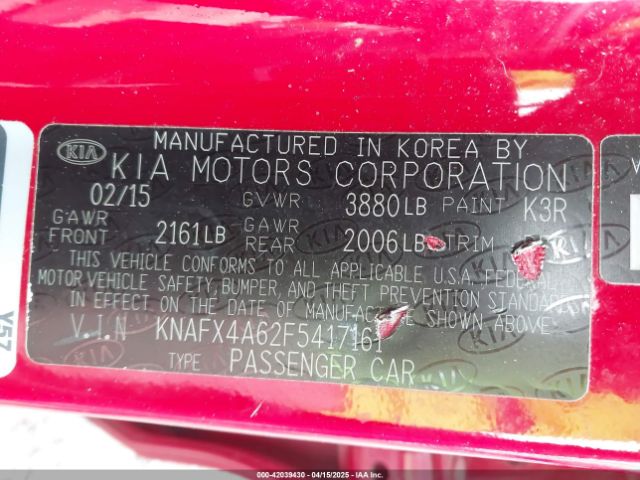 MANUFACTURED IN KOREA BY
KIA KIA MOTORS CORPORATION
02/15 GVWR 3880LB PAINT K3R
GAWR FRONT 2161LB GAWR REAR 2006LB TRIM
THIS VEHICLE CONFORMS TO ALL APPLICABLE U.S.A. FEDERAL
MOTOR VEHICLE SAFETY, BUMPER, AND THEFT PREVENTION STANDARDS
IN EFFECT ON THE DATE OF MANUFACTURE SHOWN ABOVE.
V.I.N KNAFX4A62F5417161
TYPE PASSENGER CAR
Y57
000-42039430 04/15/2025 - IAA Inc.